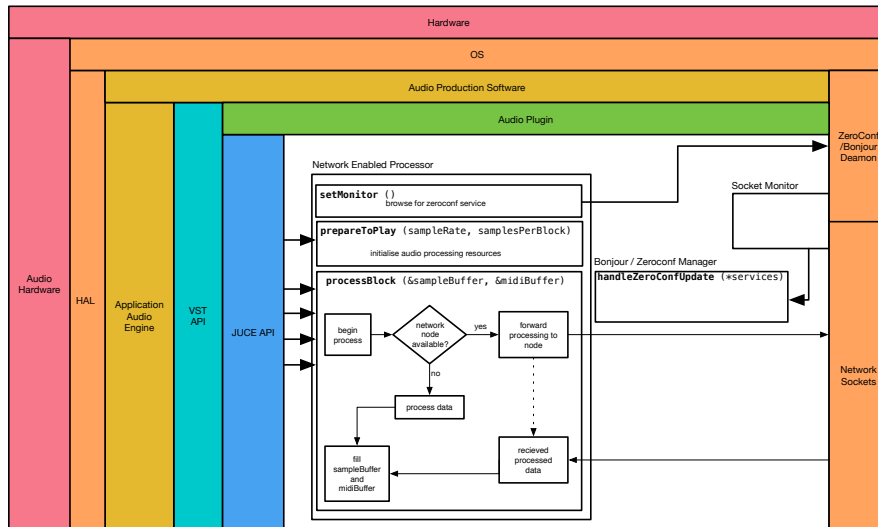 Hardware
OS
Audio Production Software
Audio Plugin
ZeroConf
/Bonjour
Deamon
Network Enabled Processor
setMonitor ()
browse for zeroconf service
Socket Monitor
prepareToPlay (sampleRate, samplesPerBlock)
initialise audio processing resources
Bonjour / Zeroconf Manager
handleZeroConfUpdate (*services)
processBlock (&sampleBuffer, &midiBuffer)
Audio
Hardware
HAL
Application
Audio
Engine
VST
API
JUCE API
begin
process
network
node
available?
yes
forward
processing to
node
no
process data
Network
Sockets
fill
sampleBuffer
and
midiBuffer
recieved
processed
data